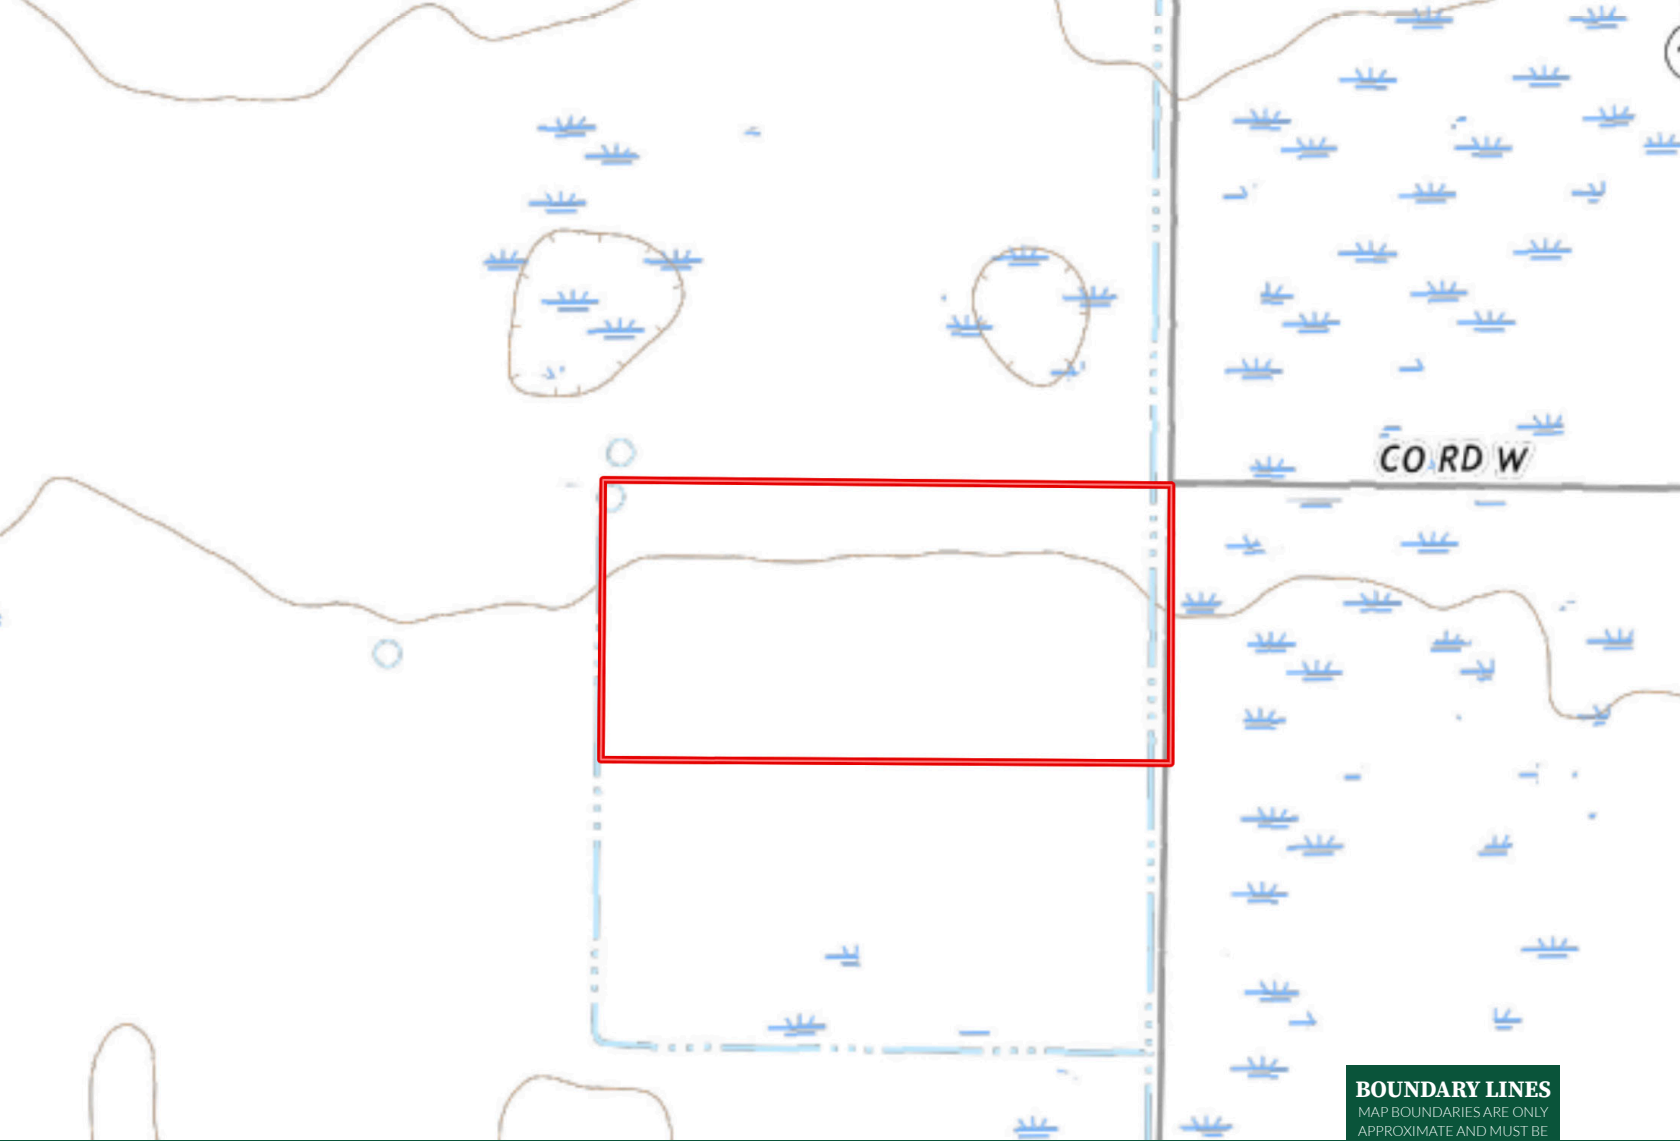 CO RD W
BOUNDARY LINES
MAP BOUNDARIES ARE ONLY
APPROXIMATE AND MUST BE